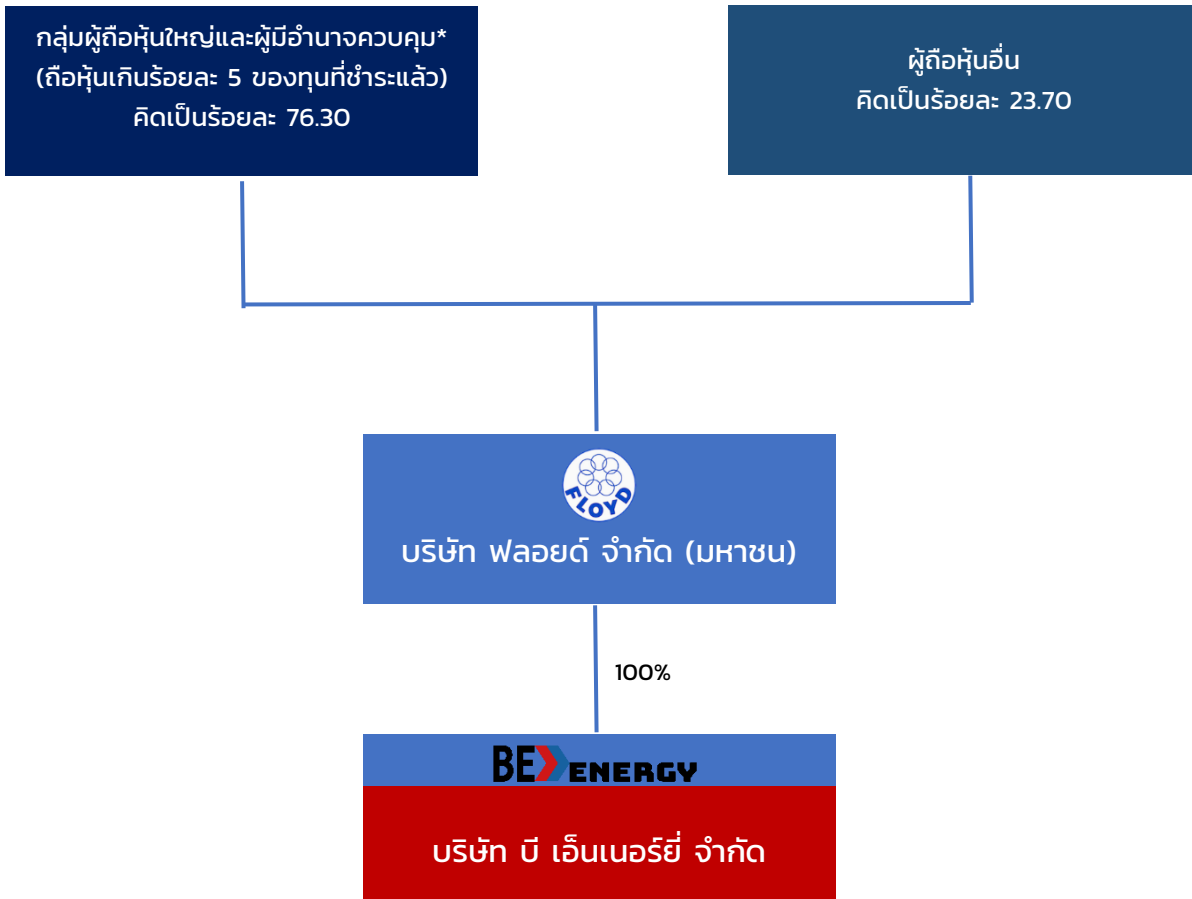 กลุ่มผู้ถือหุ้นใหญ่และผู้มีอำนาจควบคุม*
(ถือหุ้นเกินร้อยละ 5 ของทุนที่ชำระแล้ว)
คิดเป็นร้อยละ 76.30
ผู้ถือหุ้นอื่น
คิดเป็นร้อยละ 23.70
FLOYD
บริษัท ฟลอยด์ จำกัด (มหาชน)
100%
BE ENERGY
บริษัท บี เอ็นเนอร์ยี่ จำกัด